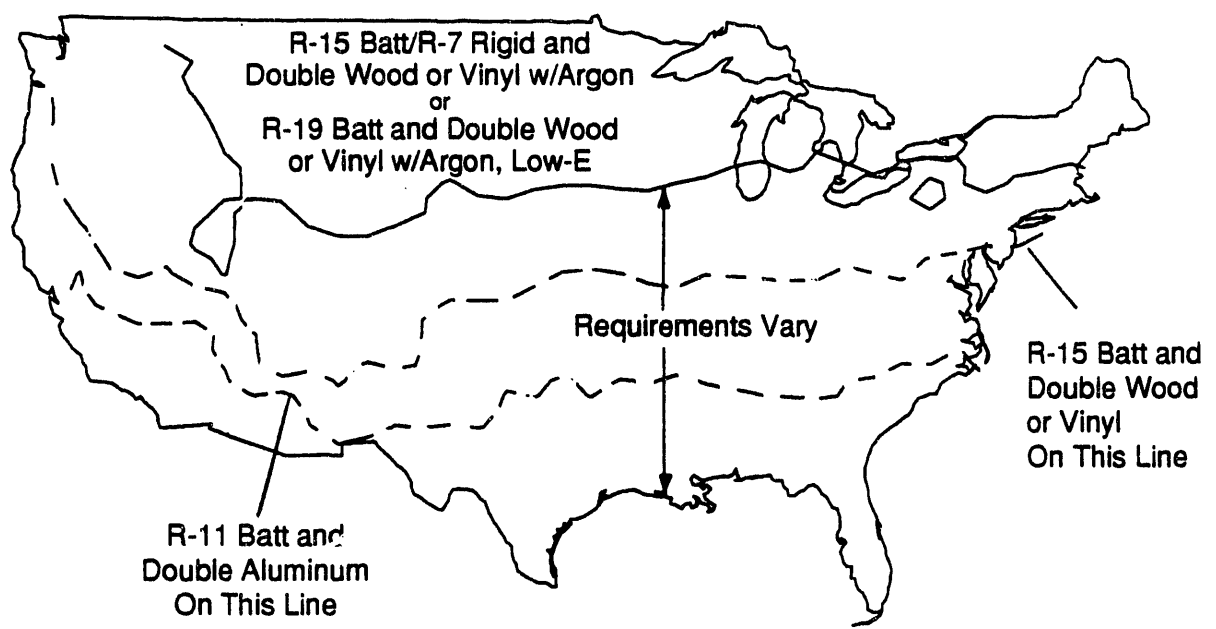 R-15 Batt/R-7 Rigid and
Double Wood or Vinyl w/Argon
or
R-19 Batt and Double Wood
or Vinyl w/Argon, Low-E
Requirements Vary
R-15 Batt and
Double Wood
or Vinyl
On This Line
R-11 Batt and
Double Aluminum
On This Line